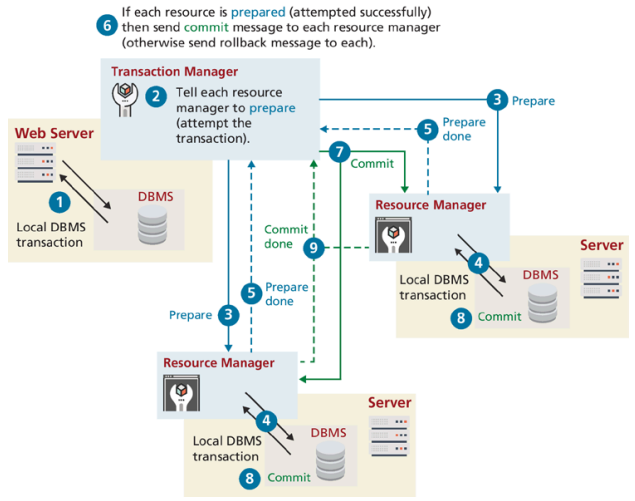 If each resource is prepared (attempted successfully)
6 then send commit message to each resource manager
(otherwise send rollback message to each).
Transaction Manager
2 Tell each resource
manager to prepare
(attempt the
transaction).
3 Prepare
5 Prepare
done
7
Commit
Web Server
1
DBMS
Local DBMS
transaction
Resource Manager
Commit
done
9
4
Local DBMS
transaction
DBMS
Server
8 Commit
5 Prepare
done
Prepare 3
Resource Manager
4
Local DBMS
transaction
DBMS
Server
8 Commit